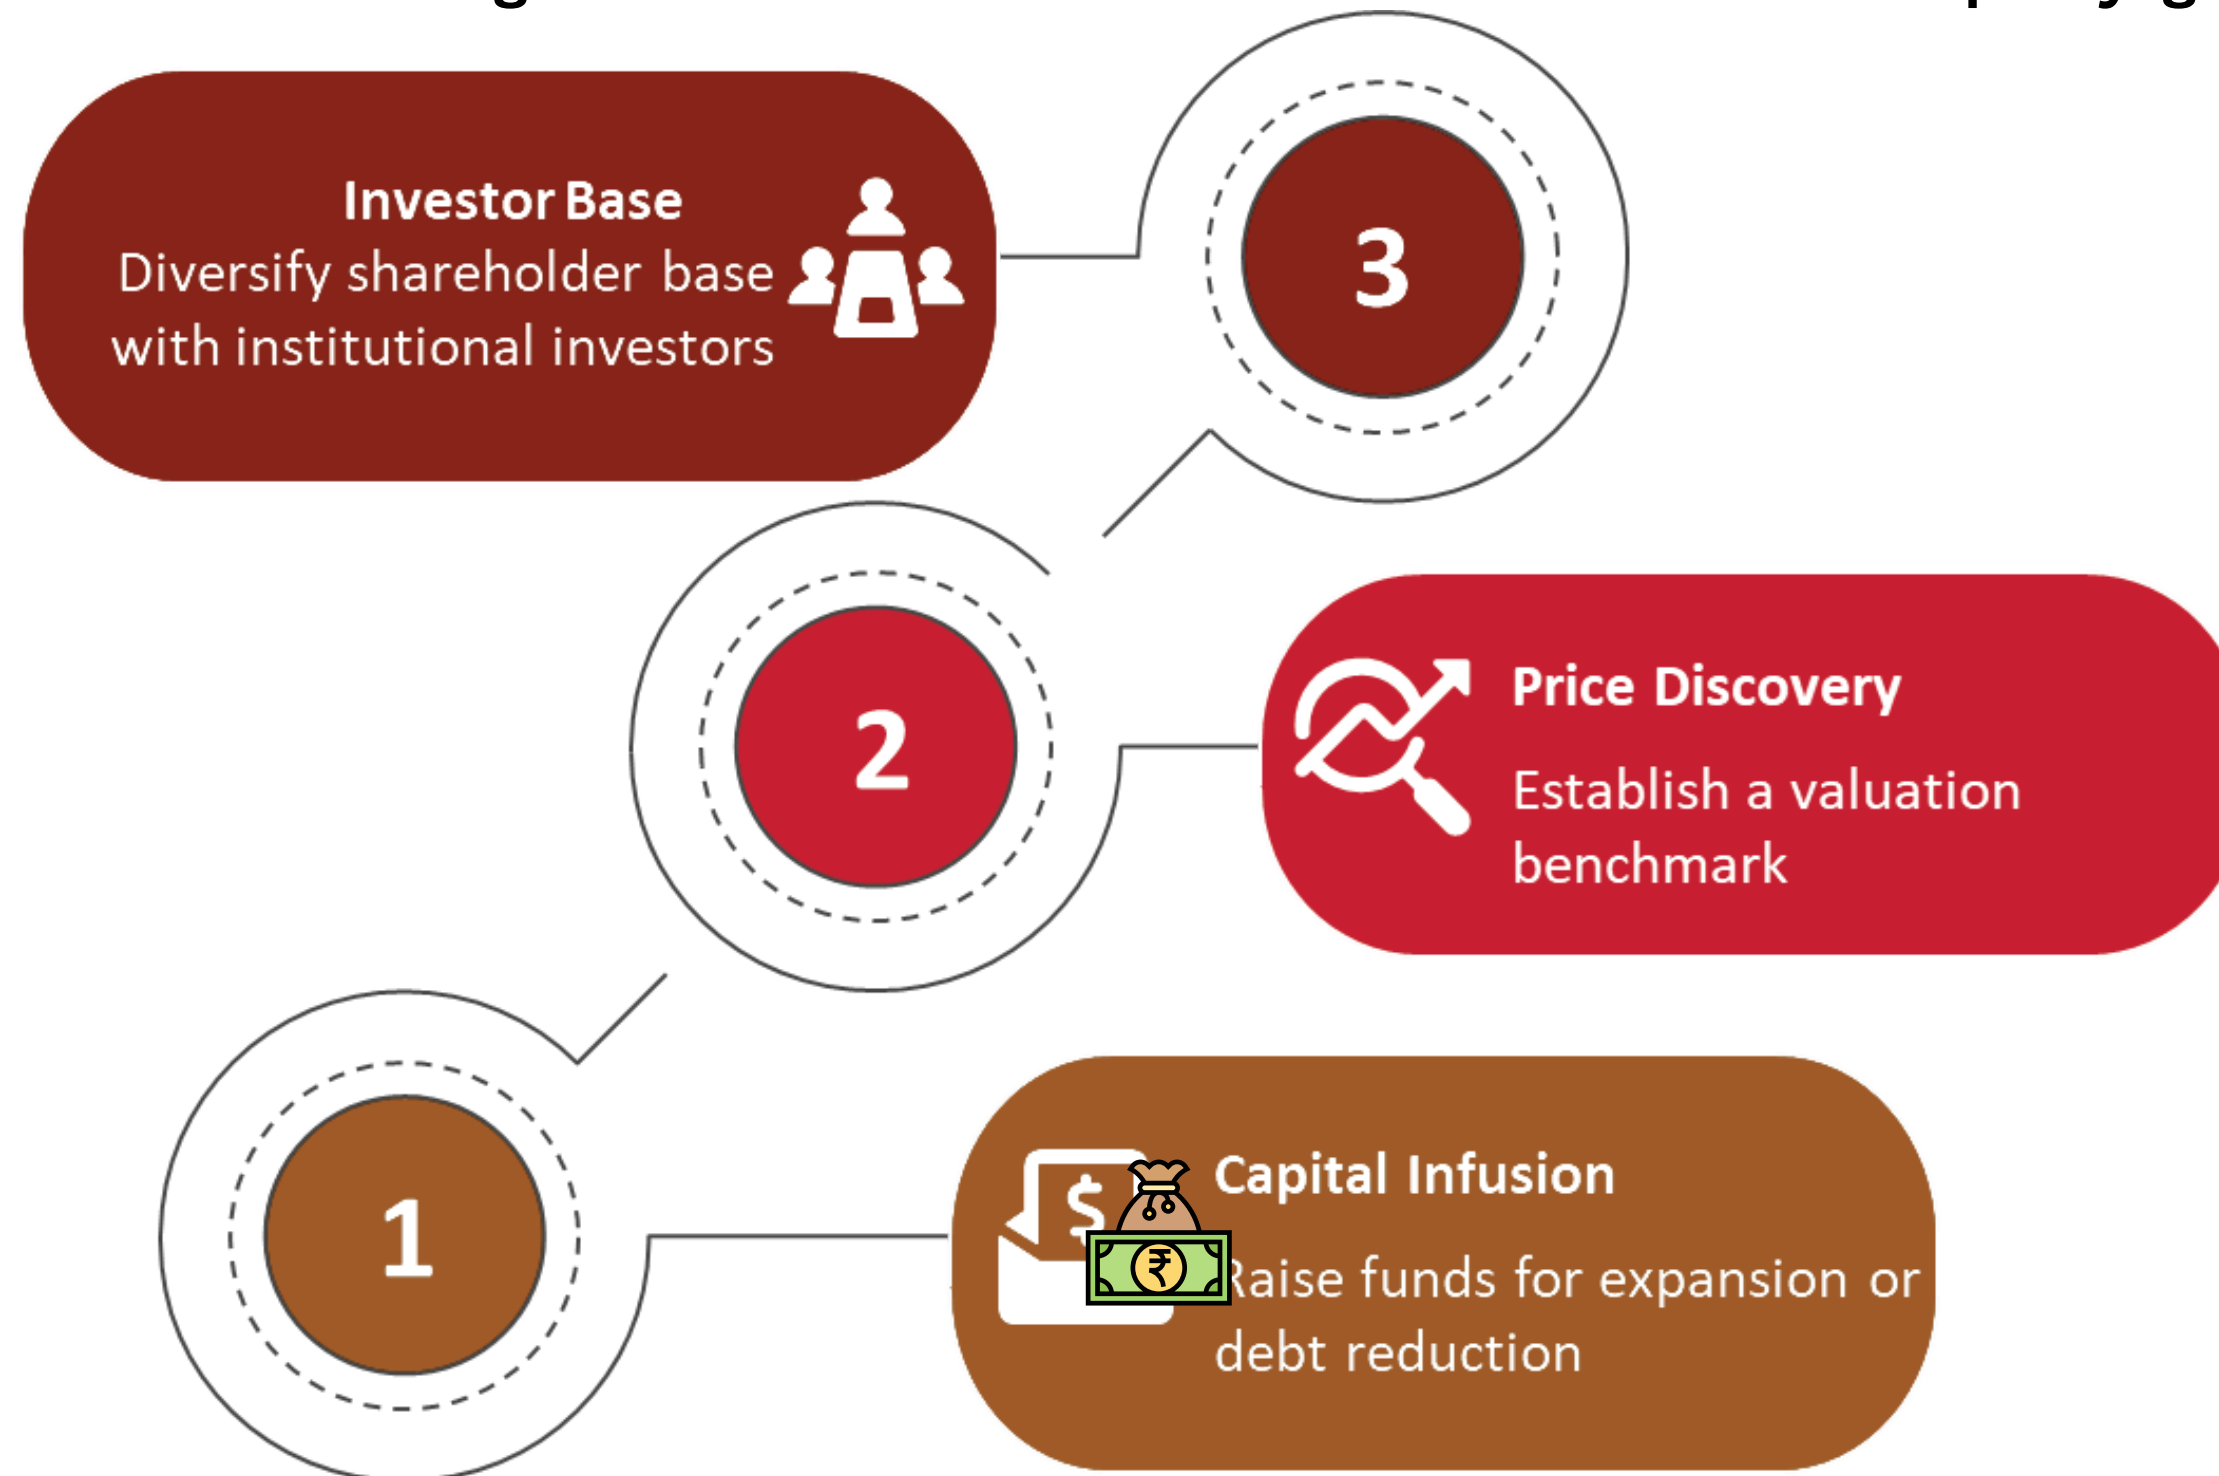 Investor Base
Diversify shareholder base
with institutional investors
3
2
Price Discovery
Establish a valuation
benchmark
1
$
₹
Capital Infusion
Raise funds for expansion or
debt reduction